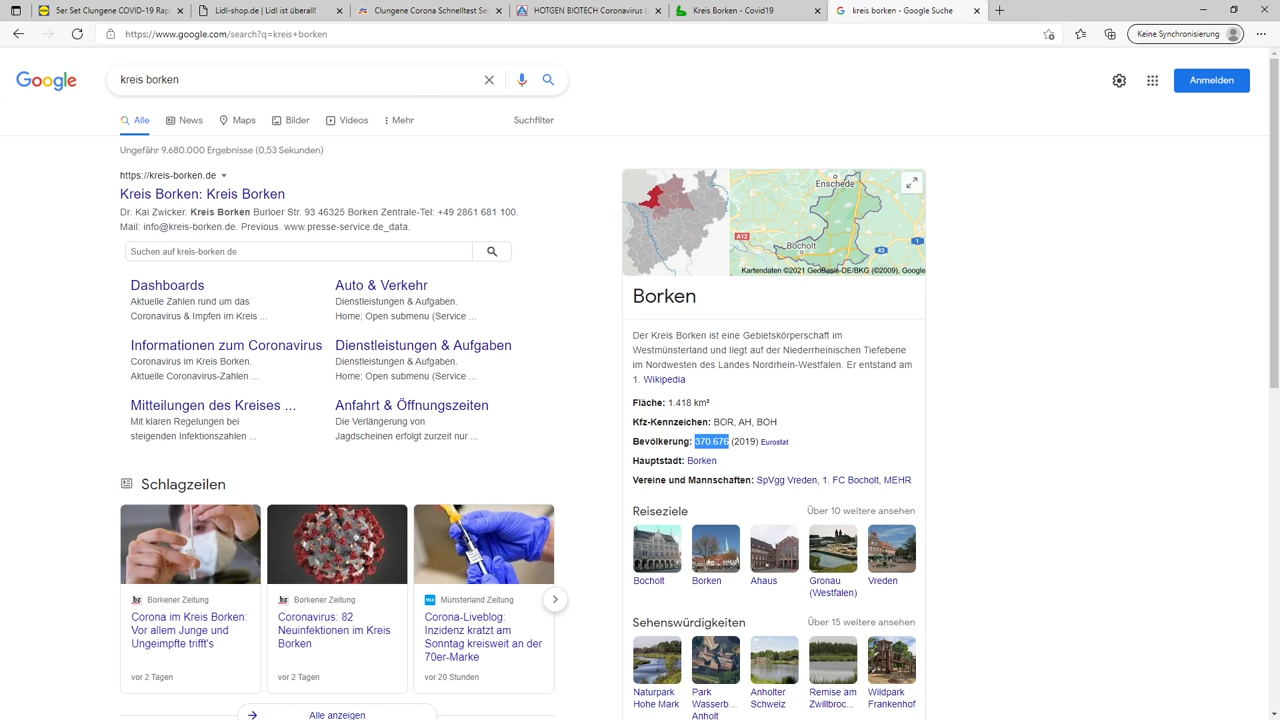 5er Set Clungene COVID-19 Rap
Lidl-shop.de | Lidl ist überall!
Clungene Corona Schnelltest Se
HOTGEN BIOTECH Coronavirus (
Kreis Borken - Covid19
kreis borken - Google Suche
https://www.google.com/search?q=kreis+borken
Keine Synchronisierung
Google
kreis borken
Anmelden
Alle
News
Maps
Bilder
Videos
Mehr
Suchfilter
Ungefähr 9.680.000 Ergebnisse (0,53 Sekunden)
https://kreis-borken.de
Kreis Borken: Kreis Borken
Dr. Kai Zwicker. Kreis Borken Burloer Str. 93 46325 Borken Zentrale-Tel: +49 2861 681 100.
Mail: info@kreis-borken.de. Previous. www.presse-service.de_data.
Suchen auf kreis-borken.de
Dashboards
Aktuelle Zahlen rund um das
Coronavirus & Impfen im Kreis ...
Auto & Verkehr
Dienstleistungen & Aufgaben.
Home; Open submenu (Service ...
Informationen zum Coronavirus
Coronavirus im Kreis Borken.
Aktuelle Coronavirus-Zahlen ...
Dienstleistungen & Aufgaben
Dienstleistungen & Aufgaben.
Home; Open submenu (Service ...
Mitteilungen des Kreises ...
Mit klaren Regelungen bei
steigenden Infektionszahlen ...
Anfahrt & Öffnungszeiten
Die Verlängerung von
Jagdscheinen erfolgt zurzeit nur ...
Schlagzeilen
Borkener Zeitung
Corona im Kreis Borken:
Vor allem Junge und
Ungeimpfte trifft's
vor 2 Tagen
Borkener Zeitung
Coronavirus: 82
Neuinfektionen im Kreis
Borken
vor 2 Tagen
Münsterland Zeitung
Corona-Liveblog:
Inzidenz kratzt am
Sonntag kreisweit an der
70er-Marke
vor 20 Stunden
Alle anzeigen
Enschede
A12
Bocholt
43
1
Kartendaten ©2021 GeoBasis-DE/BKG (©2009), Google
Borken
Der Kreis Borken ist eine Gebietskörperschaft im
Westmünsterland und liegt auf der Niederrheinischen Tiefebene
im Nordwesten des Landes Nordrhein-Westfalen. Er entstand am
1. Wikipedia
Fläche: 1.418 km²
Kfz-Kennzeichen: BOR, AH, BOH
Bevölkerung: 370.676 (2019) Eurostat
Hauptstadt: Borken
Vereine und Mannschaften: SpVgg Vreden, 1. FC Bocholt, MEHR
Reiseziele
Über 10 weitere ansehen
Bocholt
Borken
Ahaus
Gronau
(Westfalen)
Vreden
Sehenswürdigkeiten
Über 15 weitere ansehen
Naturpark
Hohe Mark
Park
Wasserb...
Anholt
Anholter
Schweiz
Remise am
Zwillbroc...
Wildpark
Frankenhof